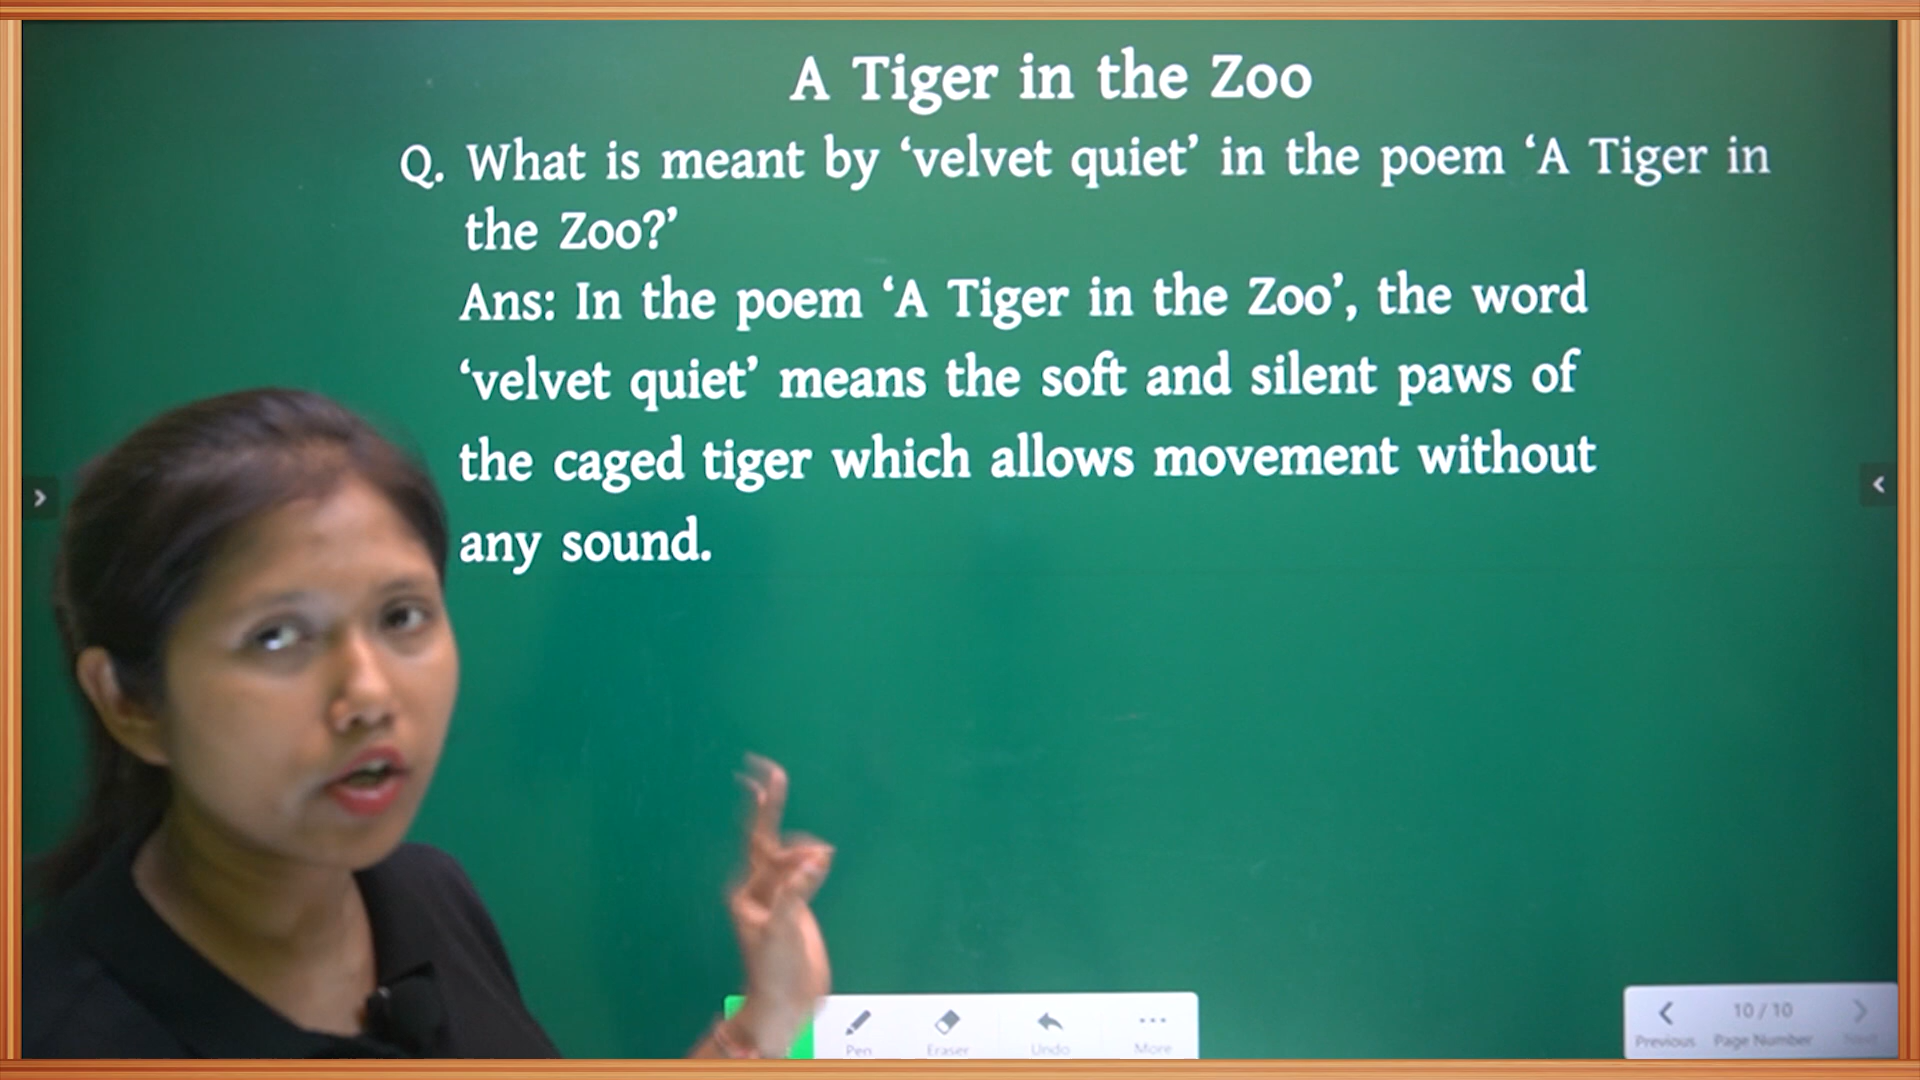 A Tiger in the Zoo
Q. What is meant by ‘velvet quiet’ in the poem ‘A Tiger in
the Zoo?’
Ans: In the poem ‘A Tiger in the Zoo’, the word
‘velvet quiet’ means the soft and silent paws of
the caged tiger which allows movement without
any sound.
Pen Eraser Undo More
10 / 10
Previous Page Number Next